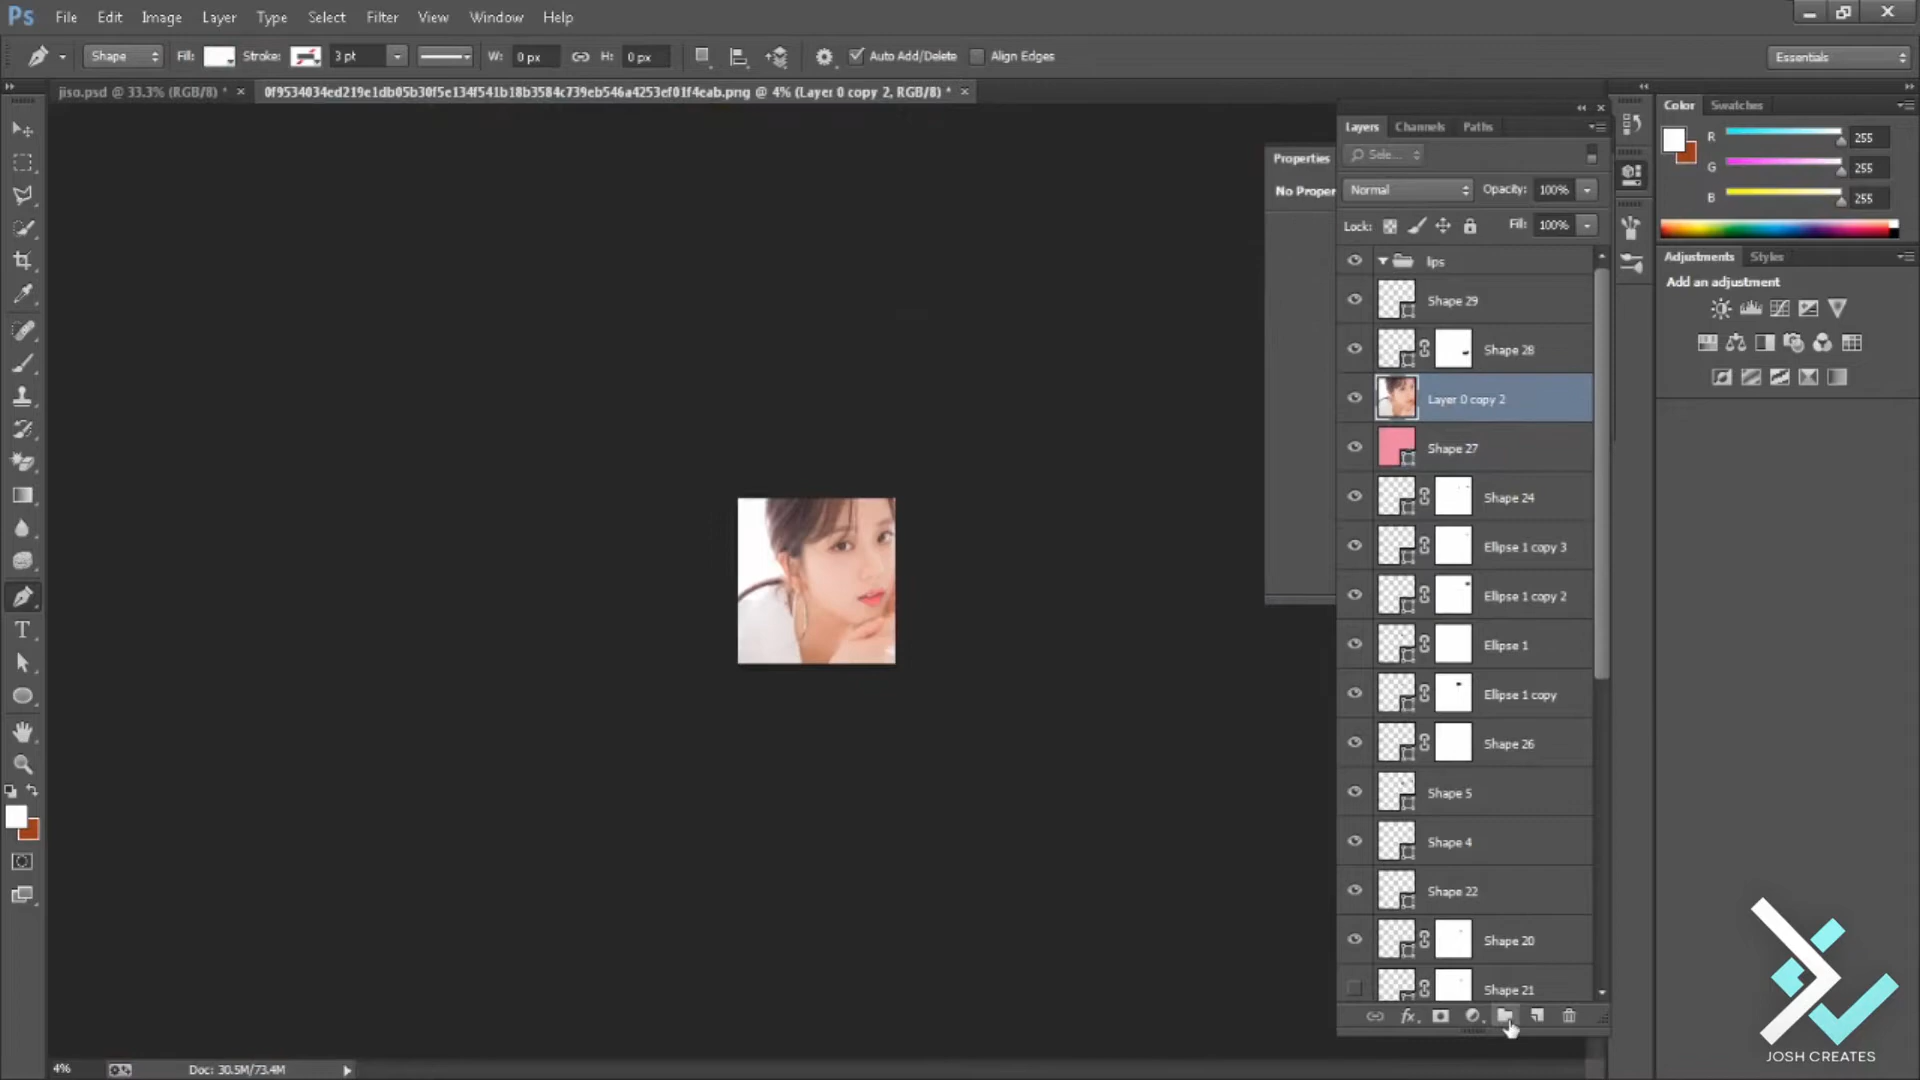 Ps File Edit Image Layer Type Select Filter View Window Help
Shape Fill: Stroke: 3 pt W: 0 px H: 0 px Auto Add/Delete Align Edges Essentials
jiso.psd @ 33.3% (RGB/8) * × 0f9534034ed219e1db05b30f5e134f541b18b3584c739eb546a4253ef01f4eab.png @ 4% (Layer 0 copy 2, RGB/8) * ×
Layers Channels Paths
Sele...
Normal Opacity: 100%
Lock: Fill: 100%
Properties
No Proper
lps
Shape 29
Shape 28
Layer 0 copy 2
Shape 27
Shape 24
Ellipse 1 copy 3
Ellipse 1 copy 2
Ellipse 1
Ellipse 1 copy
Shape 26
Shape 5
Shape 4
Shape 22
Shape 20
Shape 21
fx
Color Swatches
R 255
G 255
B 255
Adjustments Styles
Add an adjustment
T
4% Doc: 30.5M/73.4M
JOSH CREATES